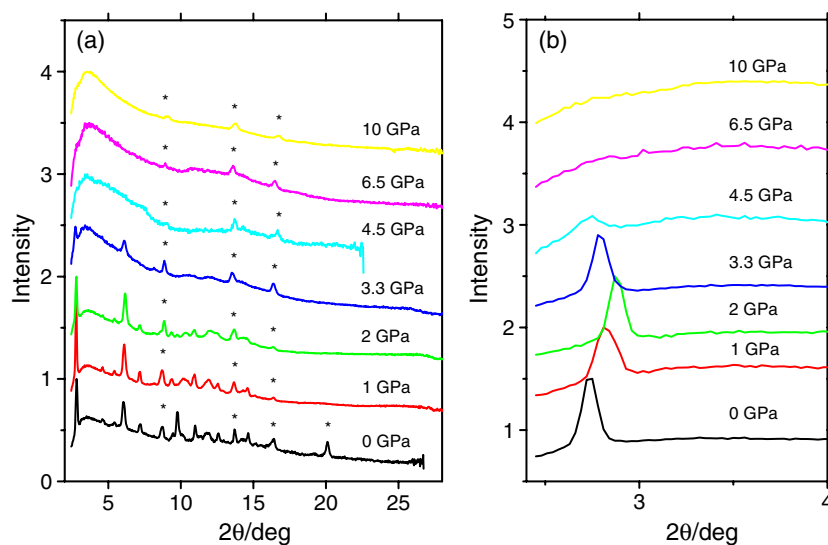 (a)
4
3
2
1
0
Intensity
5
10
15
20
25
2θ/deg
* * *
10 GPa
* * *
6.5 GPa
* * *
4.5 GPa
* * *
3.3 GPa
* * *
2 GPa
* * *
1 GPa
* * * *
0 GPa
(b)
5
4
3
2
1
Intensity
3
4
2θ/deg
10 GPa
6.5 GPa
4.5 GPa
3.3 GPa
2 GPa
1 GPa
0 GPa